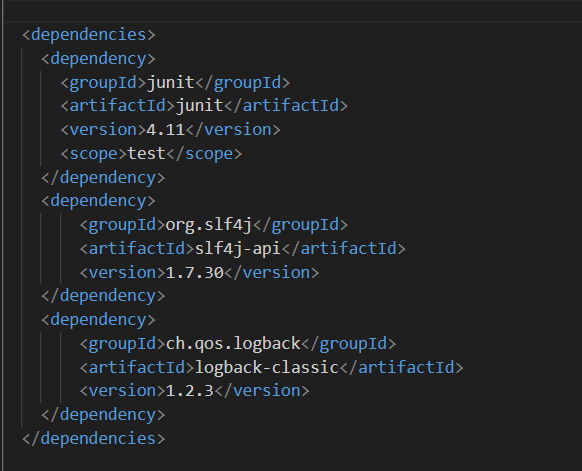 <dependencies>
  <dependency>
    <groupId>junit</groupId>
    <artifactId>junit</artifactId>
    <version>4.11</version>
    <scope>test</scope>
  </dependency>
  <dependency>
      <groupId>org.slf4j</groupId>
      <artifactId>slf4j-api</artifactId>
      <version>1.7.30</version>
  </dependency>
  <dependency>
      <groupId>ch.qos.logback</groupId>
      <artifactId>logback-classic</artifactId>
      <version>1.2.3</version>
  </dependency>
</dependencies>